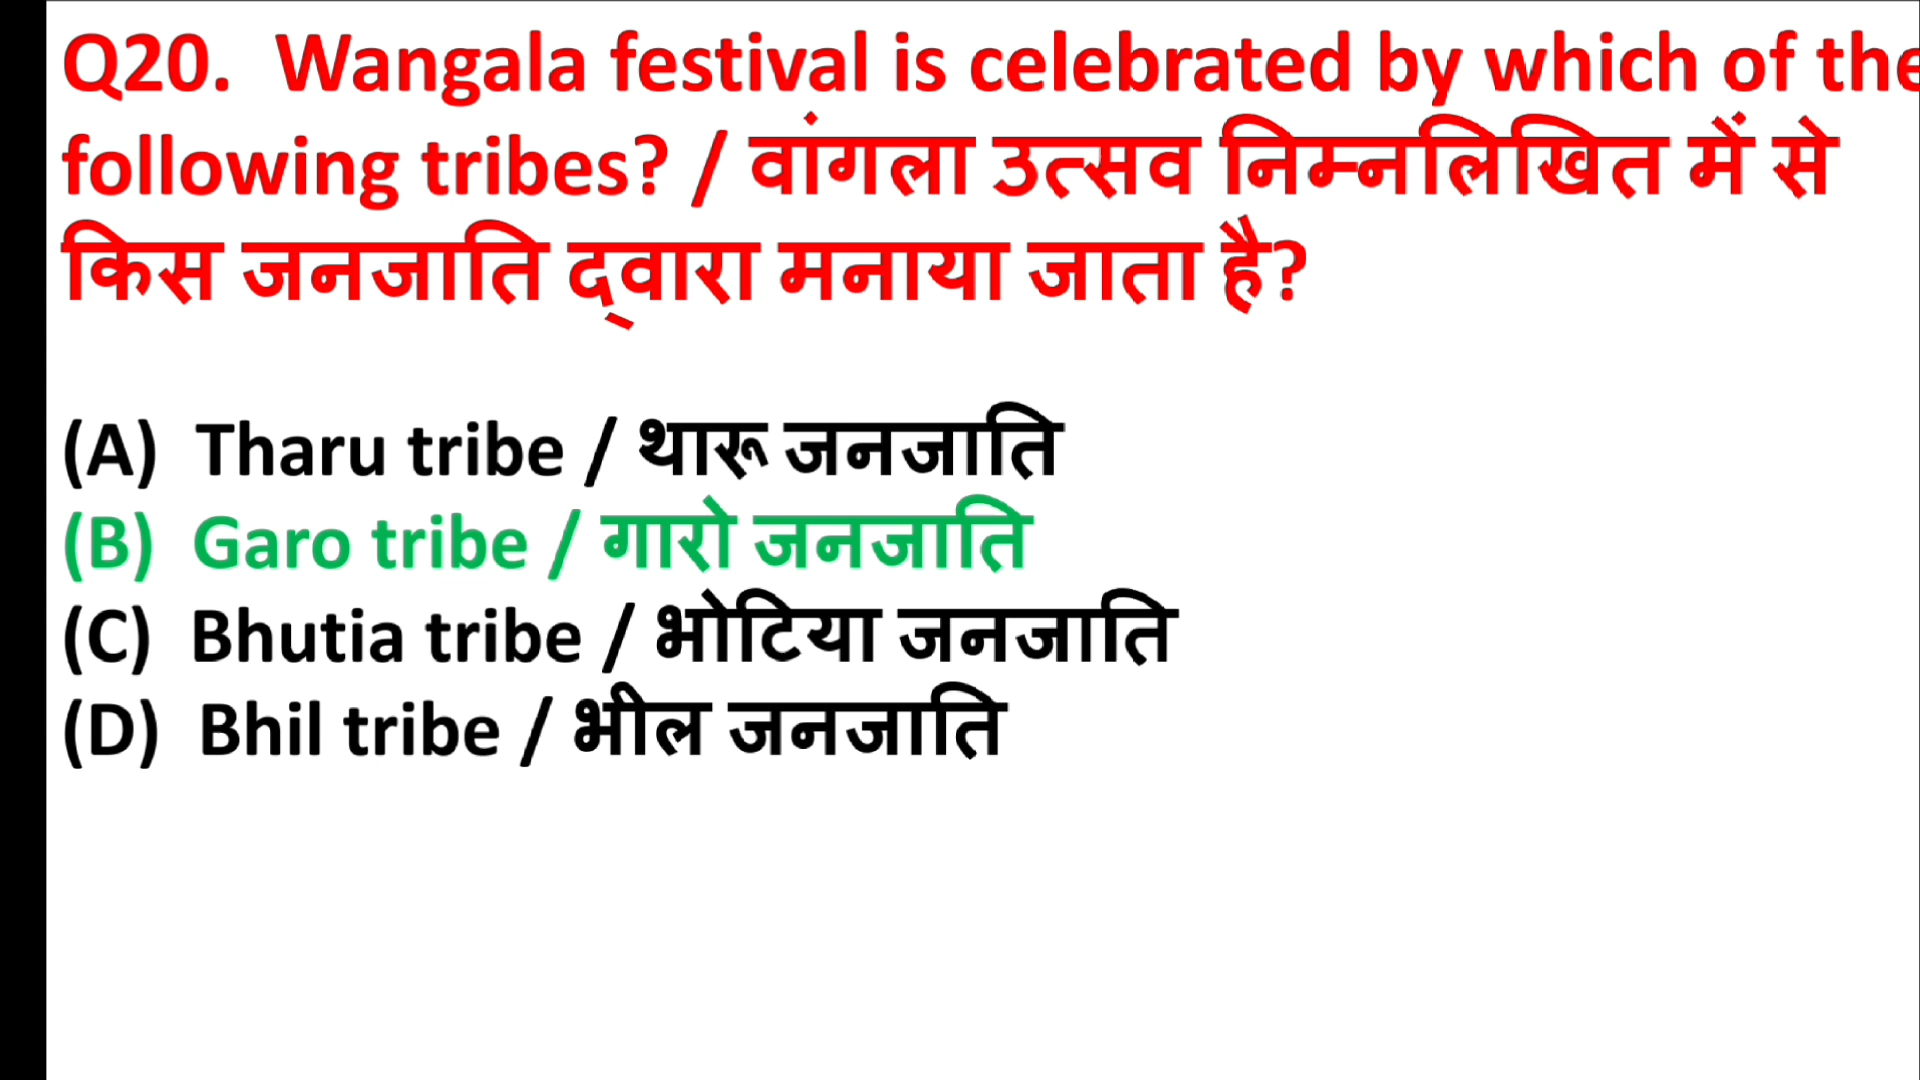 Q20. Wangala festival is celebrated by which of the
following tribes? / वांगला उत्सव निम्नलिखित में से
किस जनजाति द्वारा मनाया जाता है?
(A) Tharu tribe / थारू जनजाति
(B) Garo tribe / गारो जनजाति
(C) Bhutia tribe / भोटिया जनजाति
(D) Bhil tribe / भील जनजाति